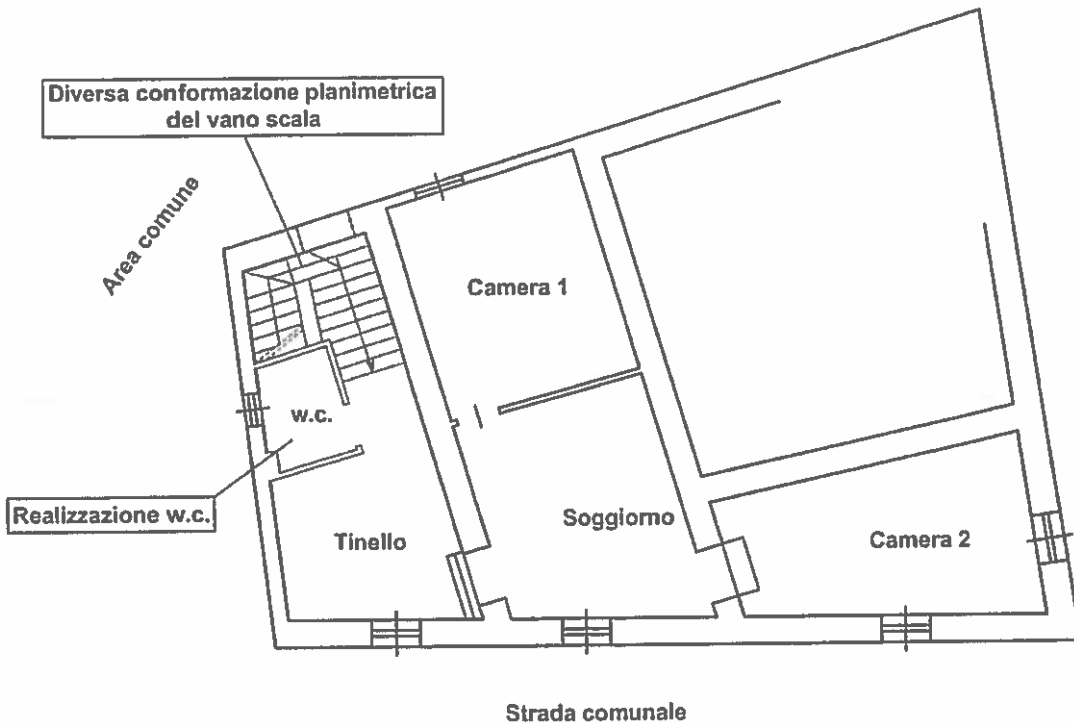 Diversa conformazione planimetrica
del vano scala
Area comune
Camera 1
w.c.
Realizzazione w.c.
Tinello
Soggiorno
Camera 2
Strada comunale